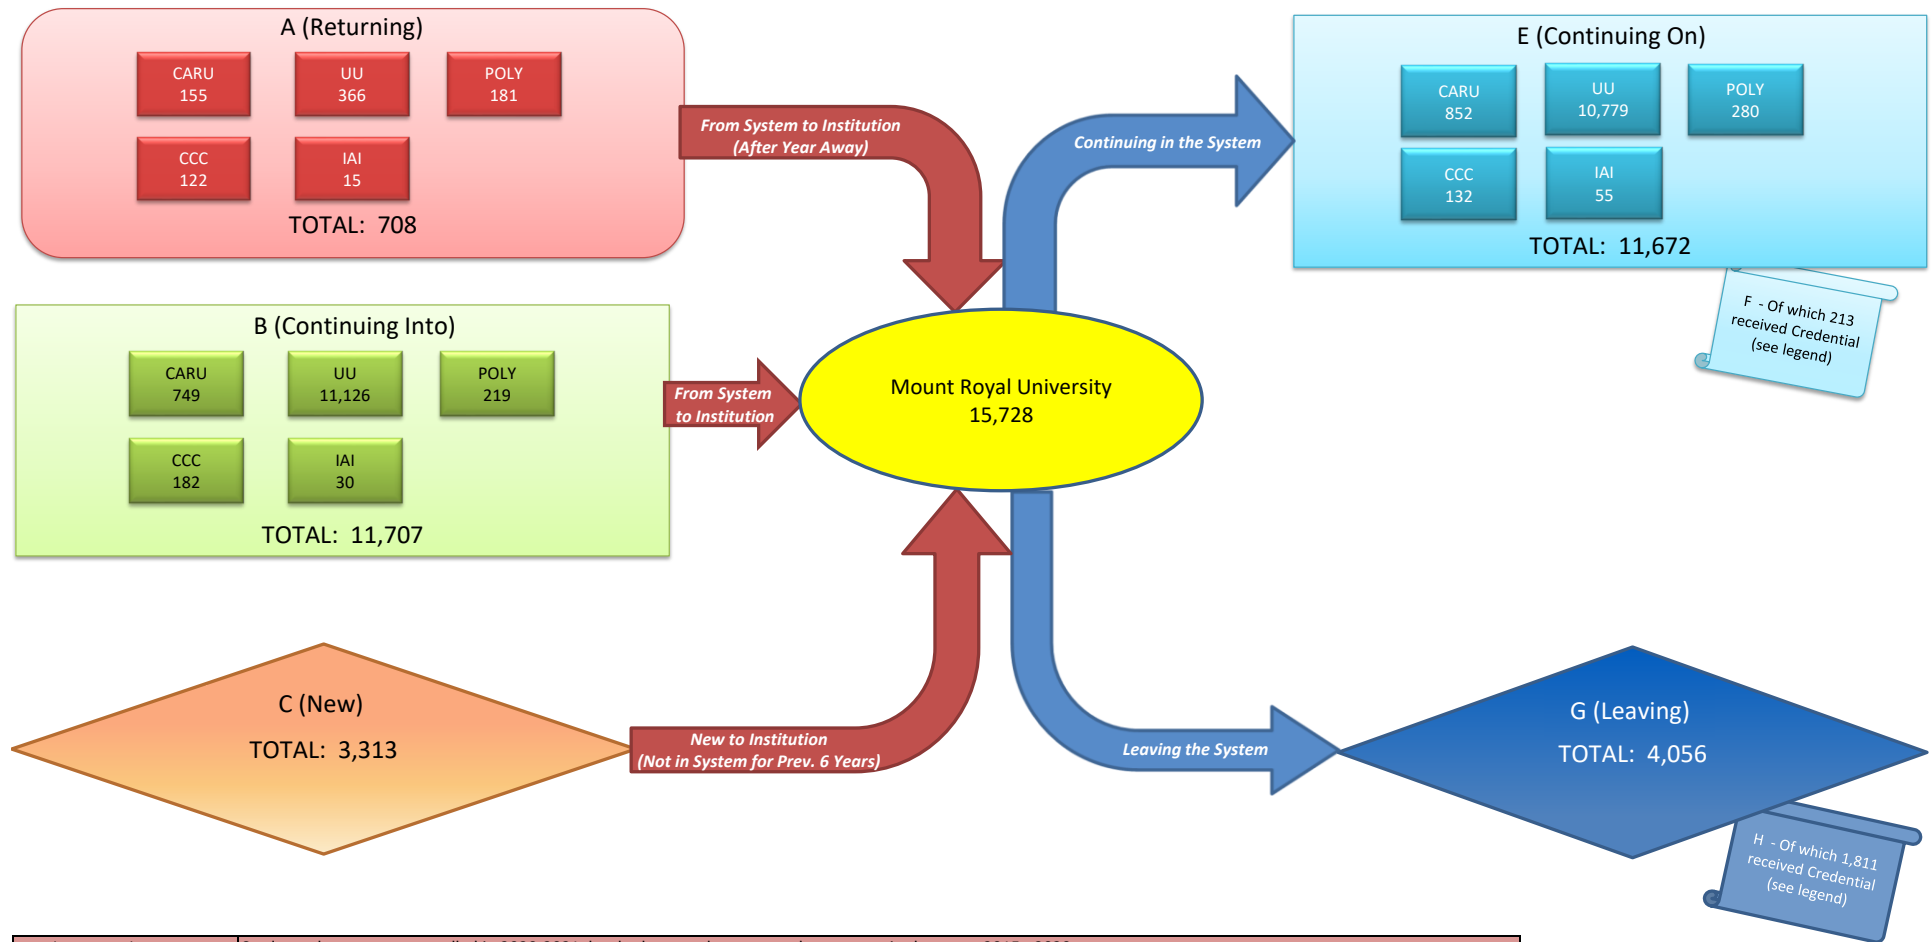 A (Returning)
CARU
155
UU
366
POLY
181
CCC
122
IAI
15
TOTAL: 708
From System to Institution
(After Year Away)
B (Continuing Into)
CARU
749
UU
11,126
POLY
219
CCC
182
IAI
30
TOTAL: 11,707
From System
to Institution
C (New)
TOTAL: 3,313
New to Institution
(Not in System for Prev. 6 Years)
Mount Royal University
15,728
Continuing in the System
E (Continuing On)
CARU
852
UU
10,779
POLY
280
CCC
132
IAI
55
TOTAL: 11,672
F - Of which 213
received Credential
(see legend)
Leaving the System
G (Leaving)
TOTAL: 4,056
H - Of which 1,811
received Credential
(see legend)